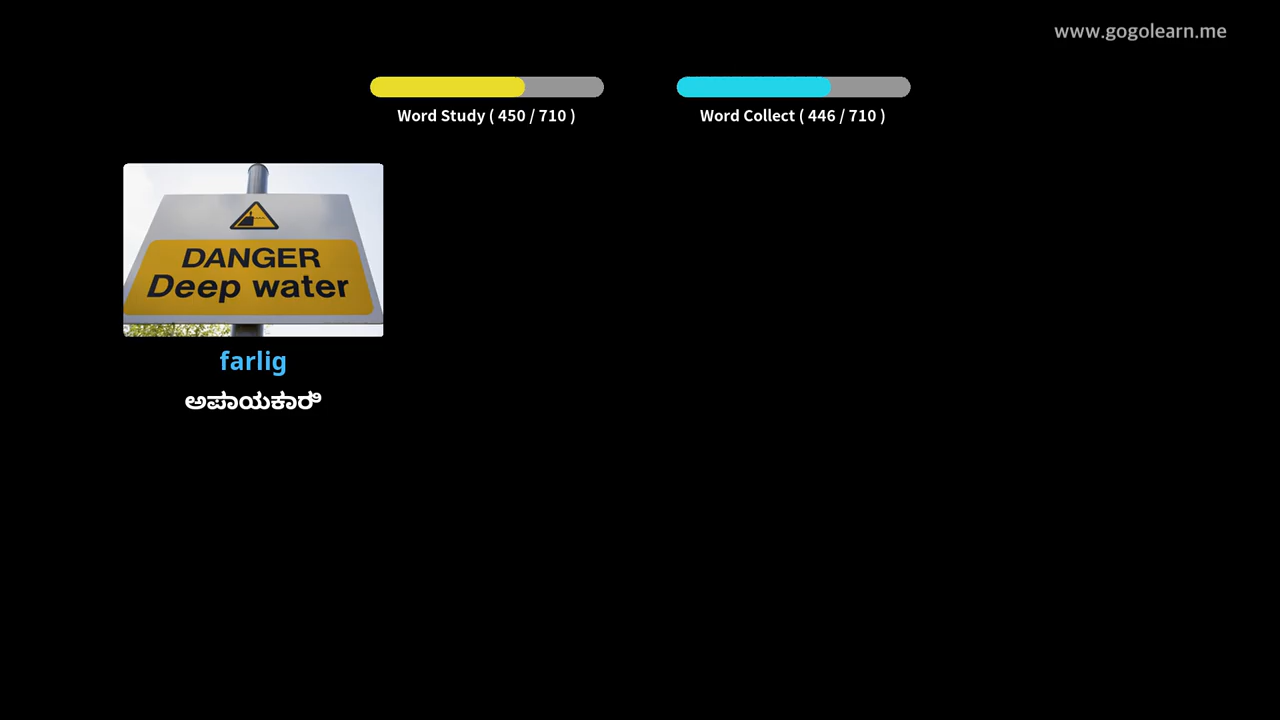 www.gogolearn.me
Word Study ( 450 / 710 )
Word Collect ( 446 / 710 )
DANGER
Deep water
farlig
ಅಪಾಯಕಾರಿ